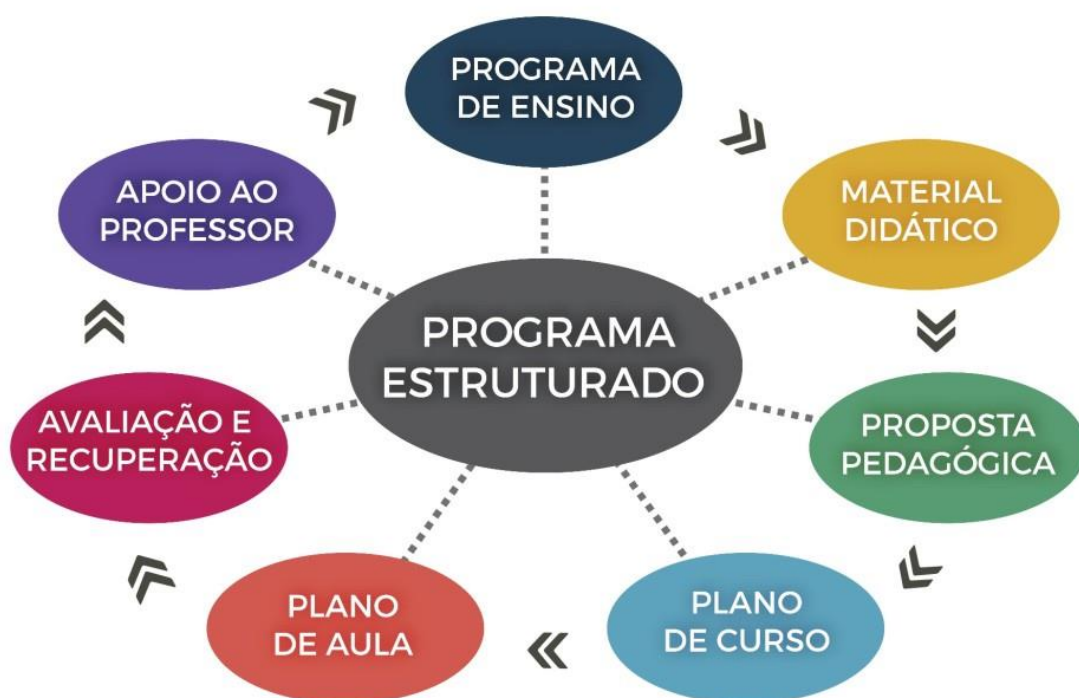 PROGRAMA
DE ENSINO
MATERIAL
DIDÁTICO
PROPOSTA
PEDAGÓGICA
PLANO
DE CURSO
PLANO
DE AULA
AVALIAÇÃO E
RECUPERAÇÃO
APOIO AO
PROFESSOR
PROGRAMA
ESTRUTURADO